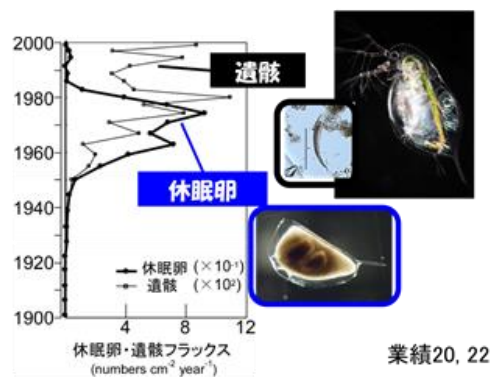 2000
1980
1960
1940
1920
1900
遺骸
休眠卵
休眠卵 (×10⁻¹)
遺骸 (×10²)
4 8 12
休眠卵・遺骸フラックス
(numbers cm⁻² year⁻¹)
業績20, 22